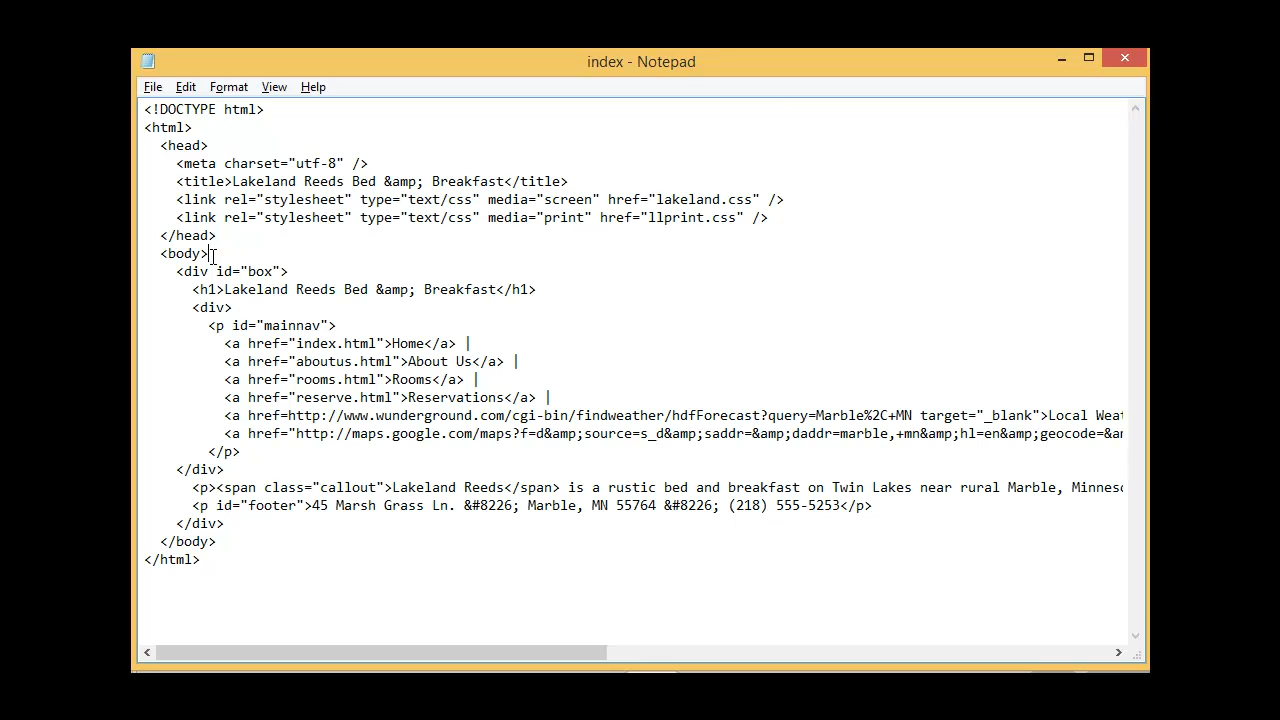 index - Notepad
File Edit Format View Help
<!DOCTYPE html>
<html>
  <head>
    <meta charset="utf-8" />
    <title>Lakeland Reeds Bed &amp; Breakfast</title>
    <link rel="stylesheet" type="text/css" media="screen" href="lakeland.css" />
    <link rel="stylesheet" type="text/css" media="print" href="llprint.css" />
  </head>
  <body>
    <div id="box">
      <h1>Lakeland Reeds Bed &amp; Breakfast</h1>
      <div>
        <p id="mainnav">
          <a href="index.html">Home</a> |
          <a href="aboutus.html">About Us</a> |
          <a href="rooms.html">Rooms</a> |
          <a href="reserve.html">Reservations</a> |
          <a href=http://www.wunderground.com/cgi-bin/findweather/hdfForecast?query=Marble%2C+MN target="_blank">Local
          <a href="http://maps.google.com/maps?f=d&amp;source=s_d&amp;saddr=&amp;daddr=marble,+mn&amp;hl=en&amp;geocode=
        </p>
    </div>
      <p><span class="callout">Lakeland Reeds</span> is a rustic bed and breakfast on Twin Lakes near rural Marble,
      <p id="footer">45 Marsh Grass Ln. &#8226; Marble, MN 55764 &#8226; (218) 555-5253</p>
    </div>
  </body>
</html>